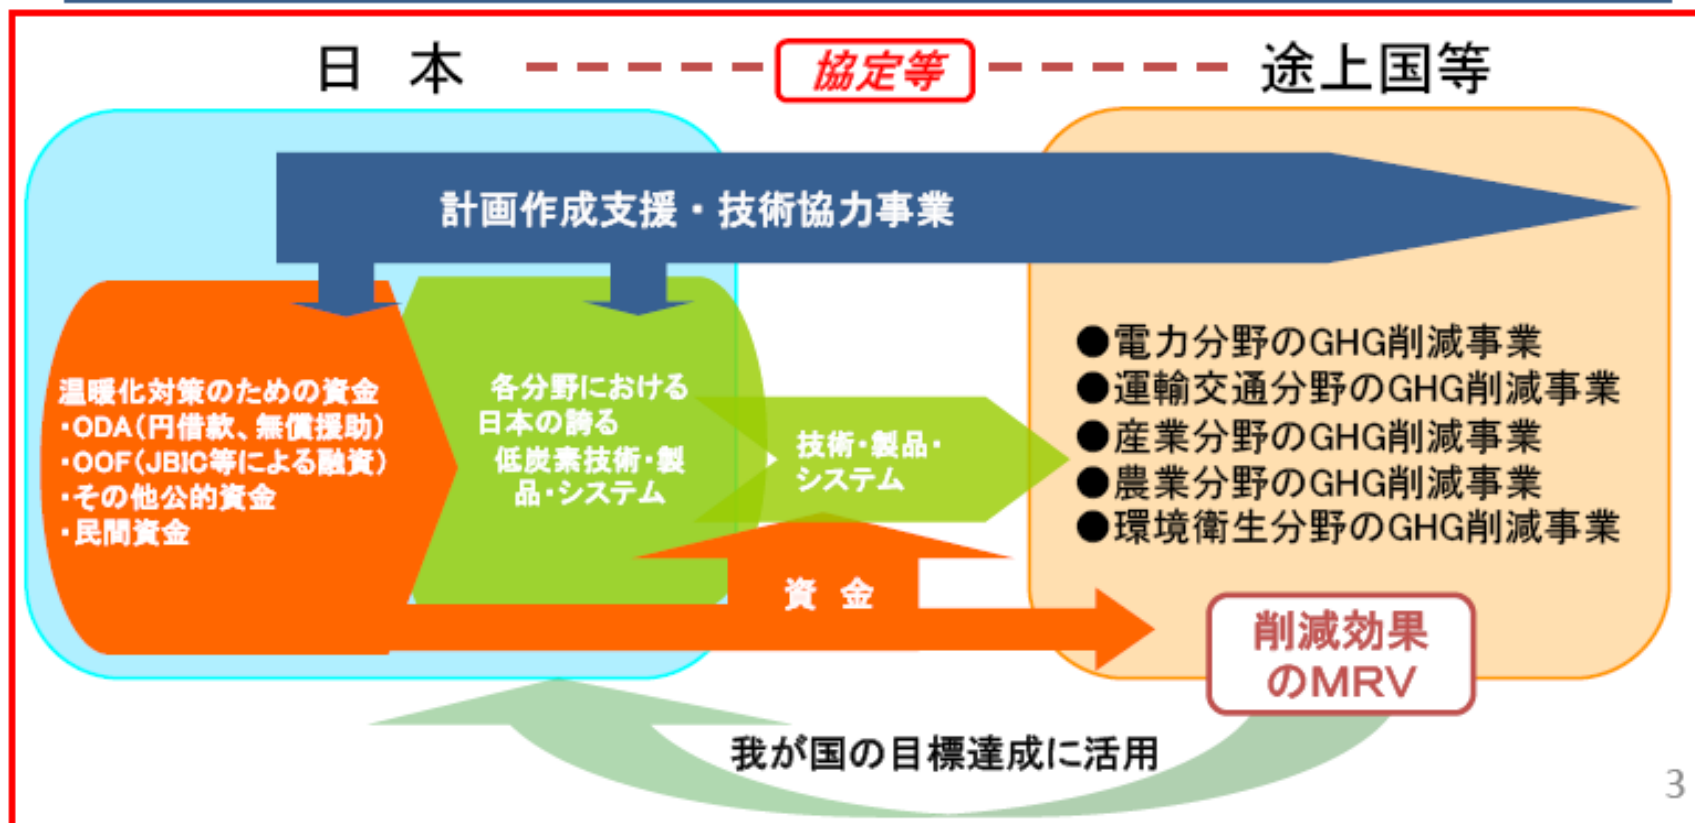 日 本
協定等
途上国等
計画作成支援・技術協力事業
温暖化対策のための資金
・ODA(円借款、無償援助)
・OOF(JBIC等による融資)
・その他公的資金
・民間資金
各分野における
日本の誇る
低炭素技術・製
品・システム
技術・製品・
システム
資 金
●電力分野のGHG削減事業
●運輸交通分野のGHG削減事業
●産業分野のGHG削減事業
●農業分野のGHG削減事業
●環境衛生分野のGHG削減事業
削減効果
のMRV
我が国の目標達成に活用
3